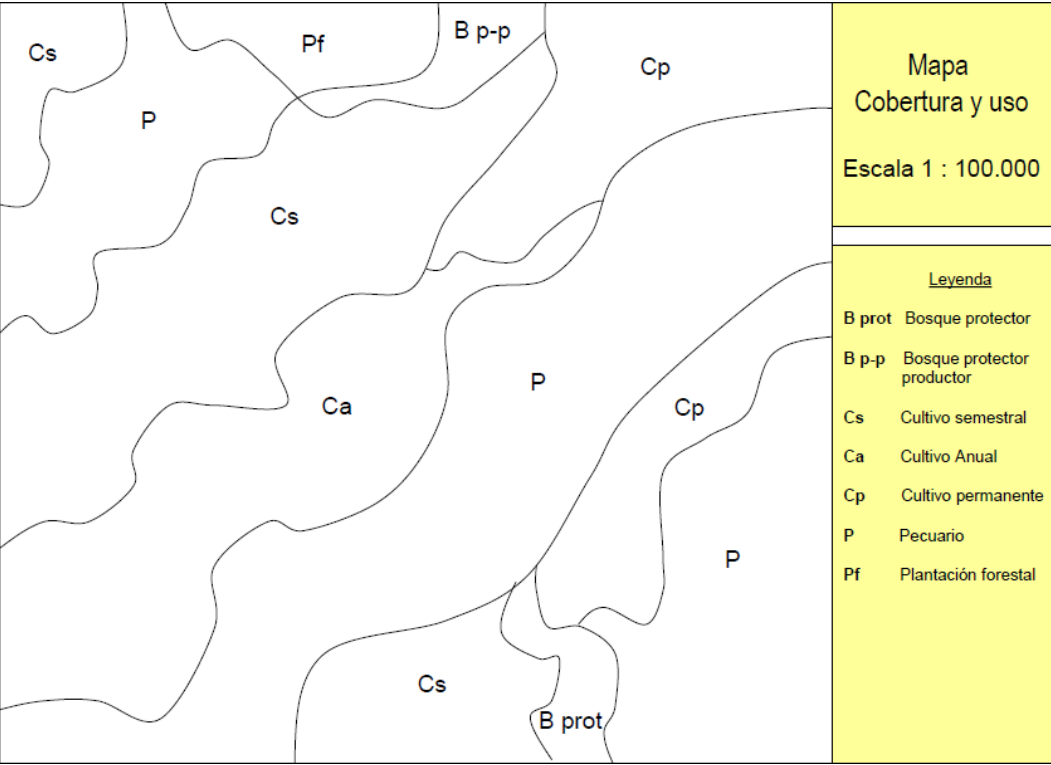 Cs
Pf
B p-p
Cp
P
Cs
Ca
P
Cp
P
Cs
B prot
Mapa
Cobertura y uso
Escala 1 : 100.000
Leyenda
B prot Bosque protector
B p-p Bosque protector
productor
Cs Cultivo semestral
Ca Cultivo Anual
Cp Cultivo permanente
P Pecuario
Pf Plantación forestal